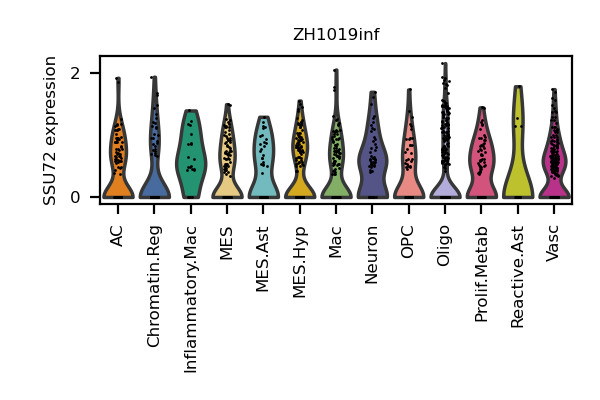 ZH1019inf
SSU72 expression
2
0
AC
Chromatin.Reg
Inflammatory.Mac
MES
MES.Ast
MES.Hyp
Mac
Neuron
OPC
Oligo
Prolif.Metab
Reactive.Ast
Vasc